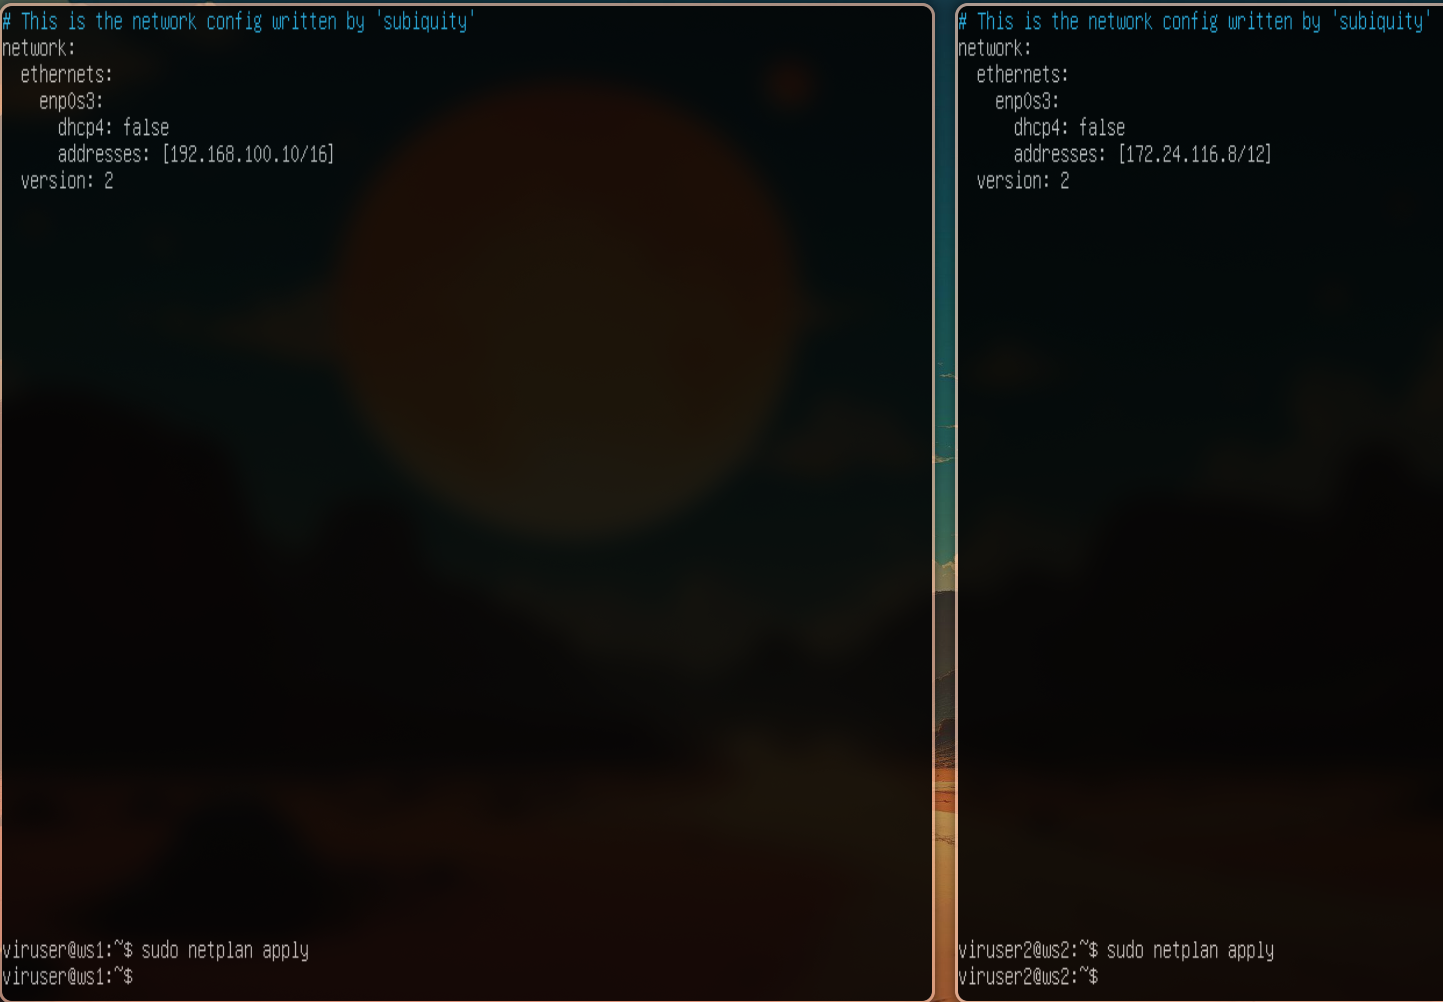 # This is the network config written by 'subiquity'
network:
  ethernets:
    enp0s3:
      dhcp4: false
      addresses: [192.168.100.10/16]
  version: 2
viruser@ws1:~$ sudo netplan apply
viruser@ws1:~$
# This is the network config written by 'subiquity'
network:
  ethernets:
    enp0s3:
      dhcp4: false
      addresses: [172.24.116.8/12]
  version: 2
viruser2@ws2:~$ sudo netplan apply
viruser2@ws2:~$